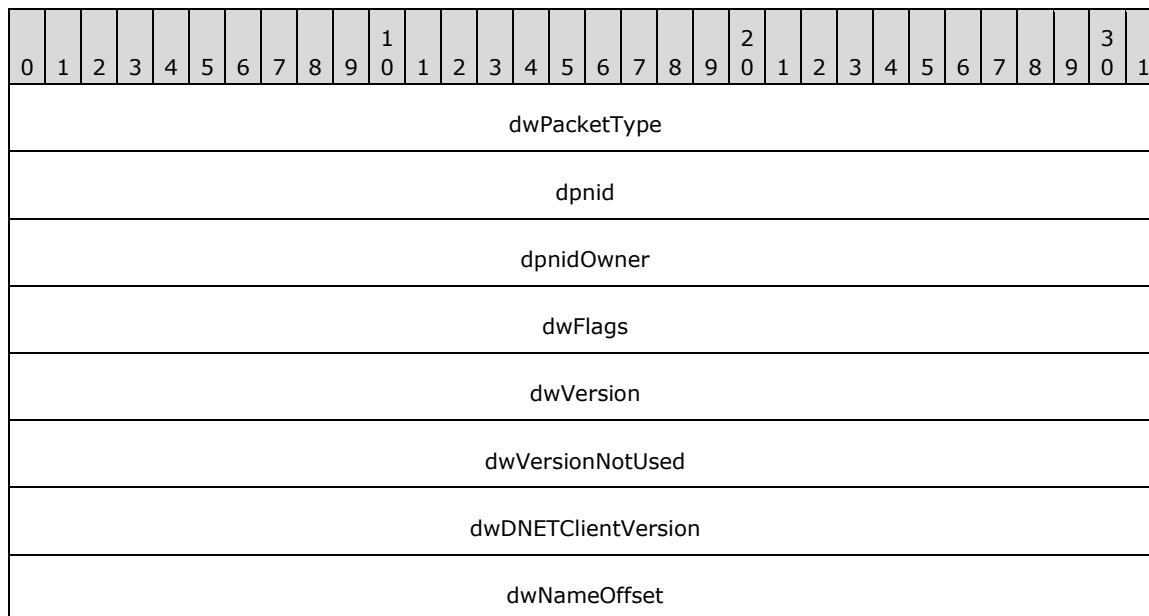 1 2 3
0 1 2 3 4 5 6 7 8 9 0 1 2 3 4 5 6 7 8 9 0 1 2 3 4 5 6 7 8 9 0 1
dwPacketType
dpnid
dpnidOwner
dwFlags
dwVersion
dwVersionNotUsed
dwDNETClientVersion
dwNameOffset